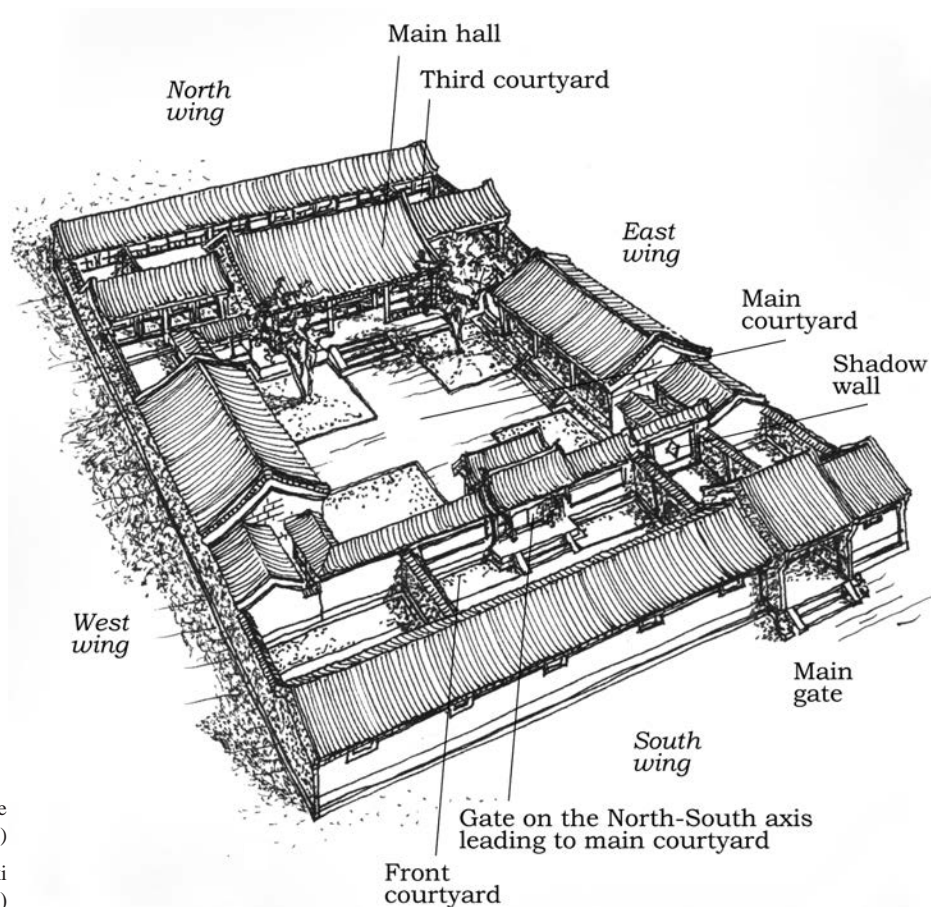 Main hall
Third courtyard
North
wing
East
wing
Main
courtyard
Shadow
wall
West
wing
Main
gate
South
wing
Gate on the North-South axis
leading to main courtyard
Front
courtyard
e
)
ki
)